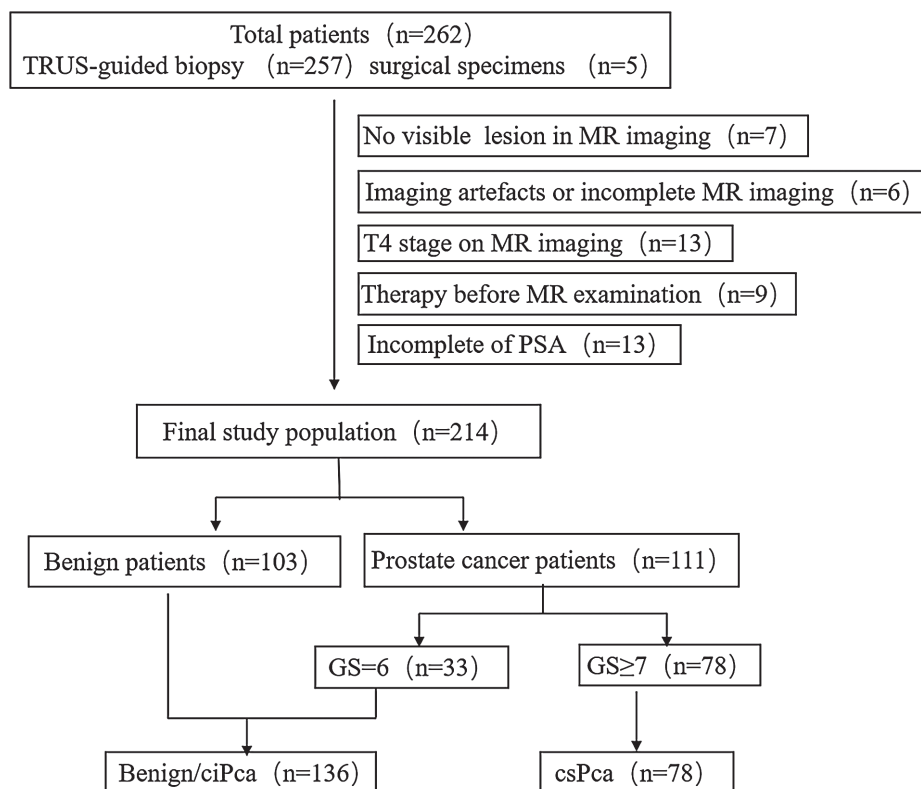 Total patients（n=262）
TRUS-guided biopsy （n=257）surgical specimens （n=5）
No visible lesion in MR imaging（n=7）
Imaging artefacts or incomplete MR imaging（n=6）
T4 stage on MR imaging（n=13）
Therapy before MR examination （n=9）
Incomplete of PSA（n=13）
Final study population （n=214）
Benign patients（n=103）
Prostate cancer patients （n=111）
GS=6（n=33）
GS≥7（n=78）
Benign/ciPca （n=136）
csPca（n=78）